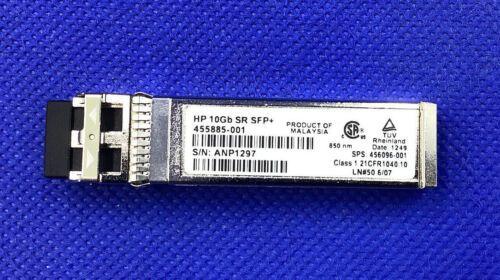 HP 10Gb SR SFP+
455885-001
S/N: ANP1297
PRODUCT OF
MALAYSIA
850 nm
TUV
Rheinland
Date: 1249
SPS: 456096-001
Class 1 21CFR1040.10
LN#50 6/07